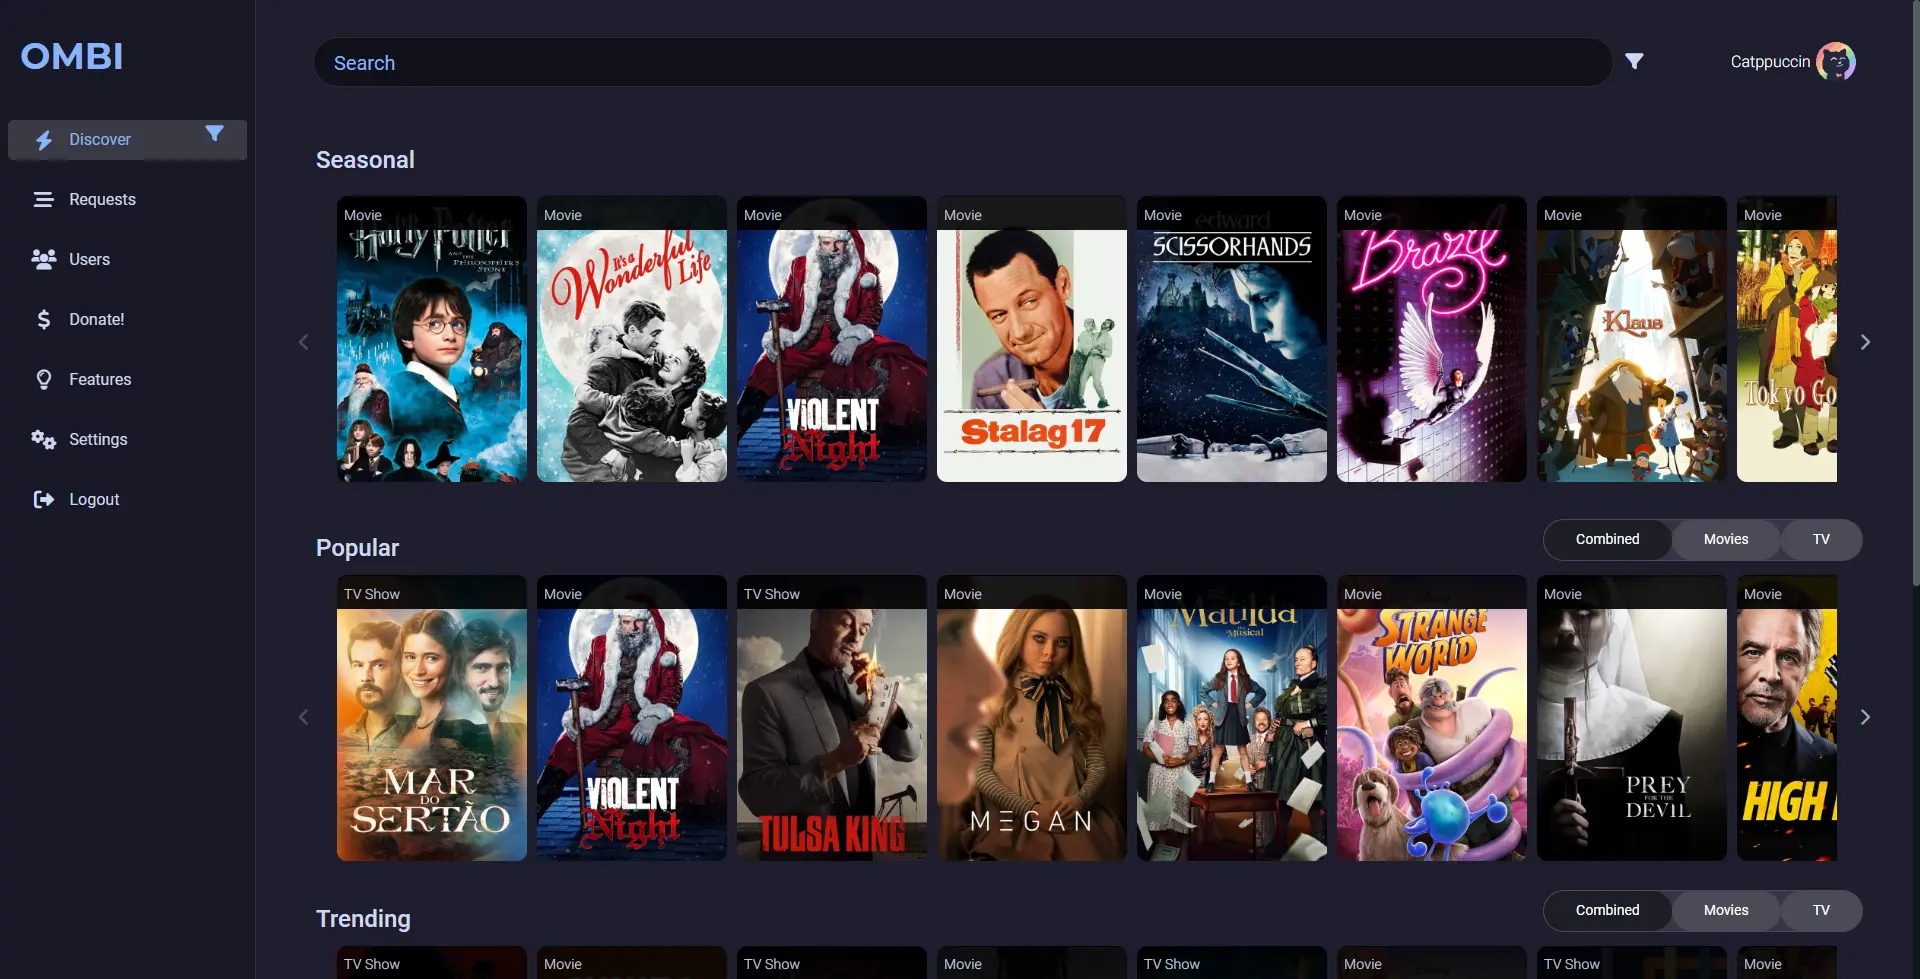 OMBI
Search
Catppuccin
Discover
Requests
Users
Donate!
Features
Settings
Logout
Seasonal
Movie
Harry Potter
AND THE
PHILOSOPHER'S
STONE
Movie
It's a
Wonderful
Life
Movie
VIOLENT
Night
Movie
Stalag 17
Movie
edward
SCISSORHANDS
Movie
Brazil
Movie
Klaus
Movie
Tokyo Go
Popular
Combined
Movies
TV
TV Show
MAR
DO
SERTÃO
Movie
VIOLENT
Night
TV Show
TULSA KING
Movie
M3GAN
Movie
Matilda
The
Musical
Movie
STRANGE
WORLD
Movie
PREY
FOR THE
DEVIL
Movie
HIGH
Trending
Combined
Movies
TV
TV Show
Movie
TV Show
Movie
TV Show
Movie
TV Show
Movie